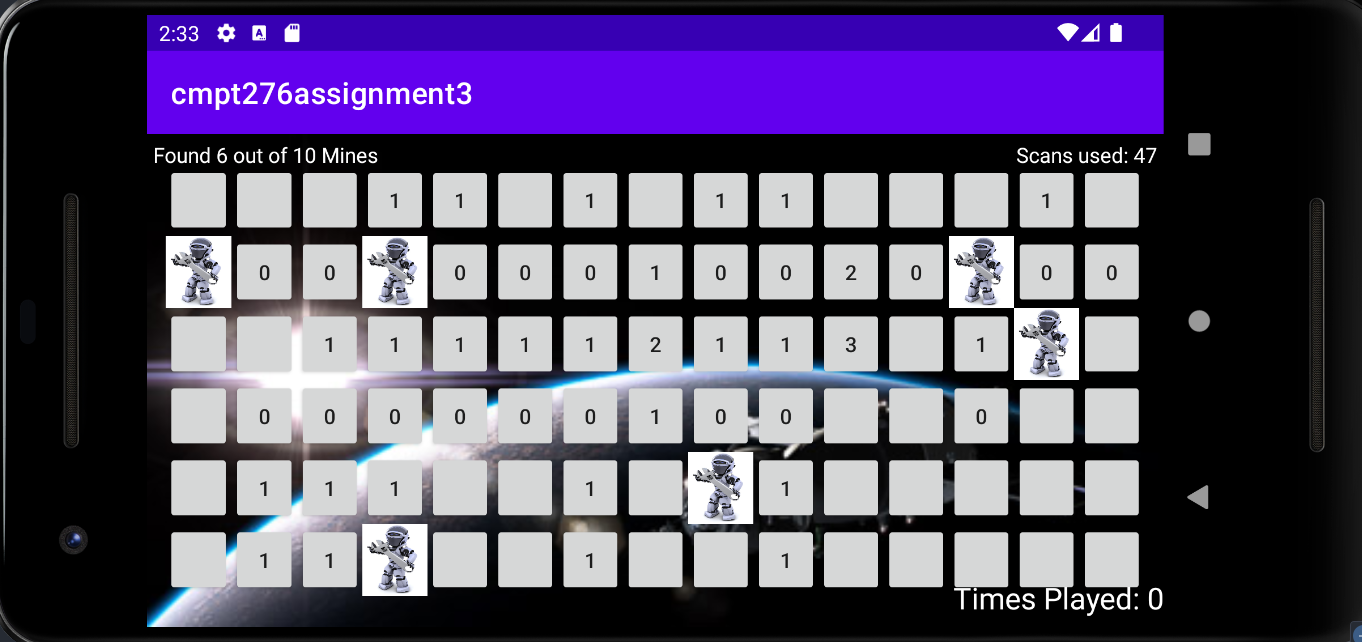 2:33 A
cmpt276assignment3
Found 6 out of 10 Mines Scans used: 47
1 1 1 1 1 1
0 0 0 0 0 1 0 0 2 0 0 0
1 1 1 1 1 2 1 1 3 1
0 0 0 0 0 0 1 0 0 0
1 1 1 1 1
1 1 1 1
Times Played: 0